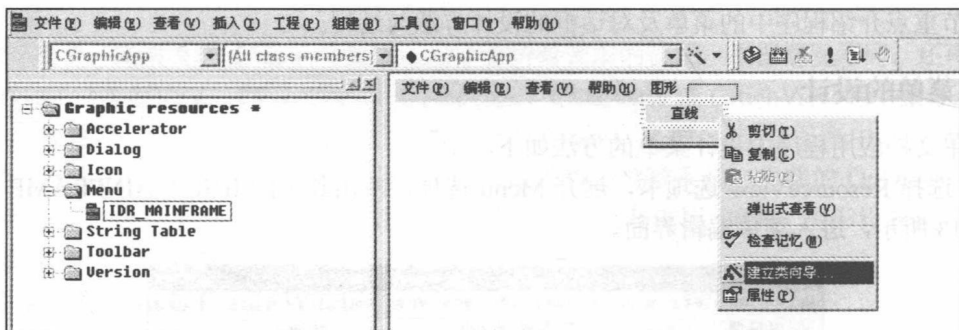 文件(F) 编辑(E) 查看(V) 插入(I) 工程(P) 组建(B) 工具(T) 窗口(W) 帮助(H)
CGraphicApp [All class members] CGraphicApp
文件(F) 编辑(E) 查看(V) 帮助(H) 图形
Graphic resources *
直线
Accelerator
剪切(T)
Dialog
复制(C)
Icon
粘贴(P)
Menu
IDR_MAINFRAME
弹出式查看(V)
String Table
检查记忆(M)
Toolbar
Version
建立类向导...
属性(P)